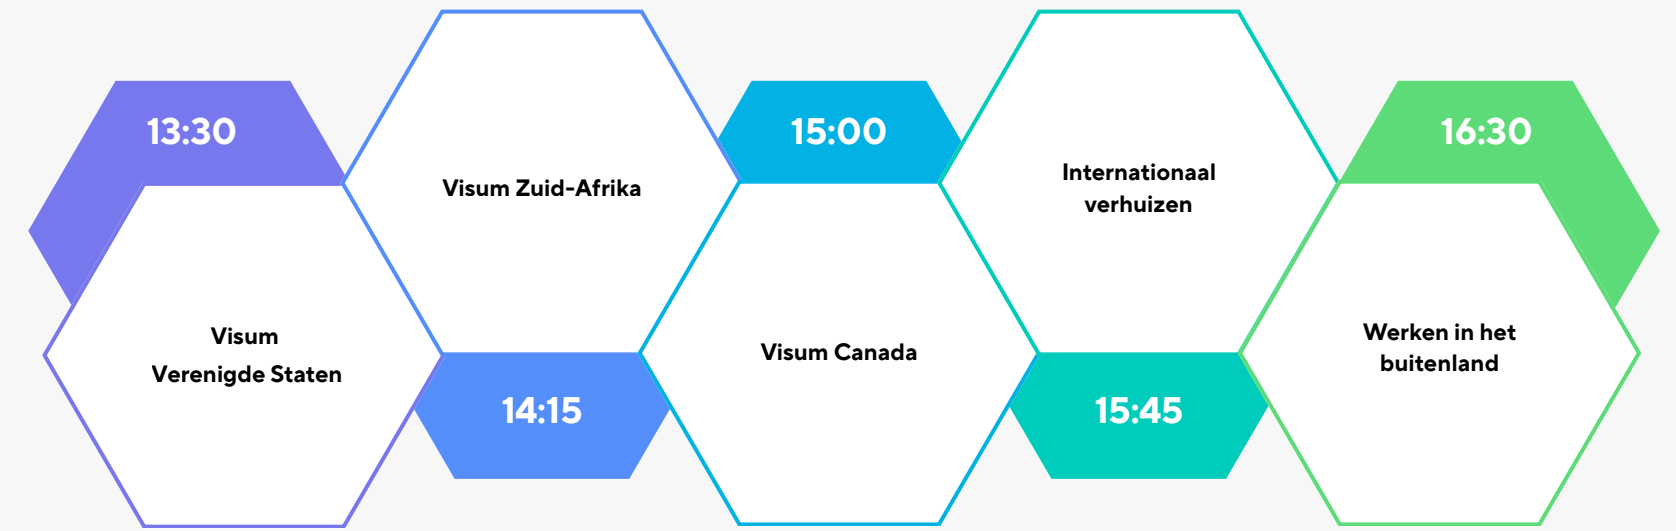 13:30
Visum
Verenigde Staten
Visum Zuid-Afrika
14:15
15:00
Visum Canada
Internationaal
verhuizen
15:45
16:30
Werken in het
buitenland